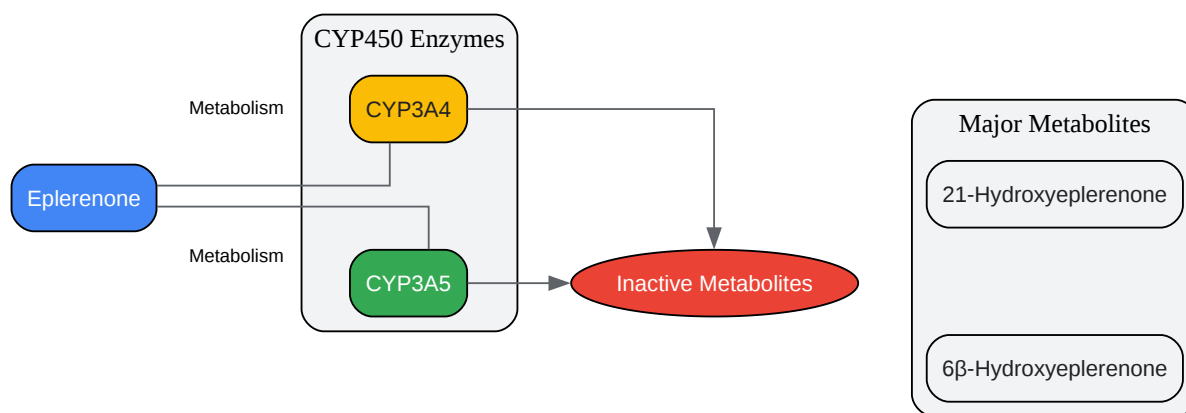 CYP450 Enzymes
Metabolism
CYP3A4
Eplerenone
Metabolism
CYP3A5
Inactive Metabolites
Major Metabolites
21-Hydroxyeplerenone
6β-Hydroxyeplerenone